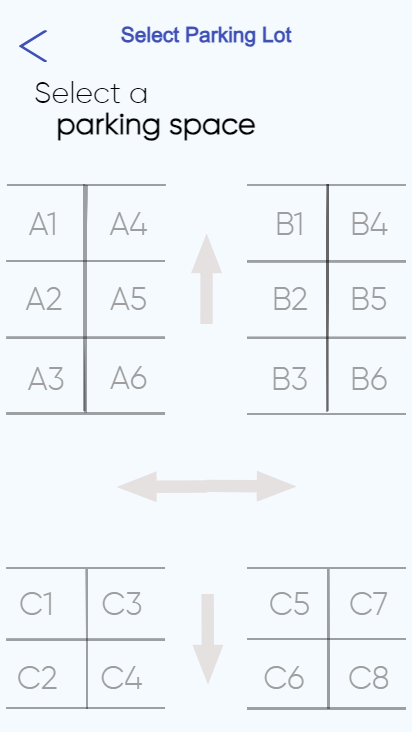 Select Parking Lot
Select a
parking space
A1 A4 B1 B4
A2 A5 B2 B5
A3 A6 B3 B6
C1 C3 C5 C7
C2 C4 C6 C8